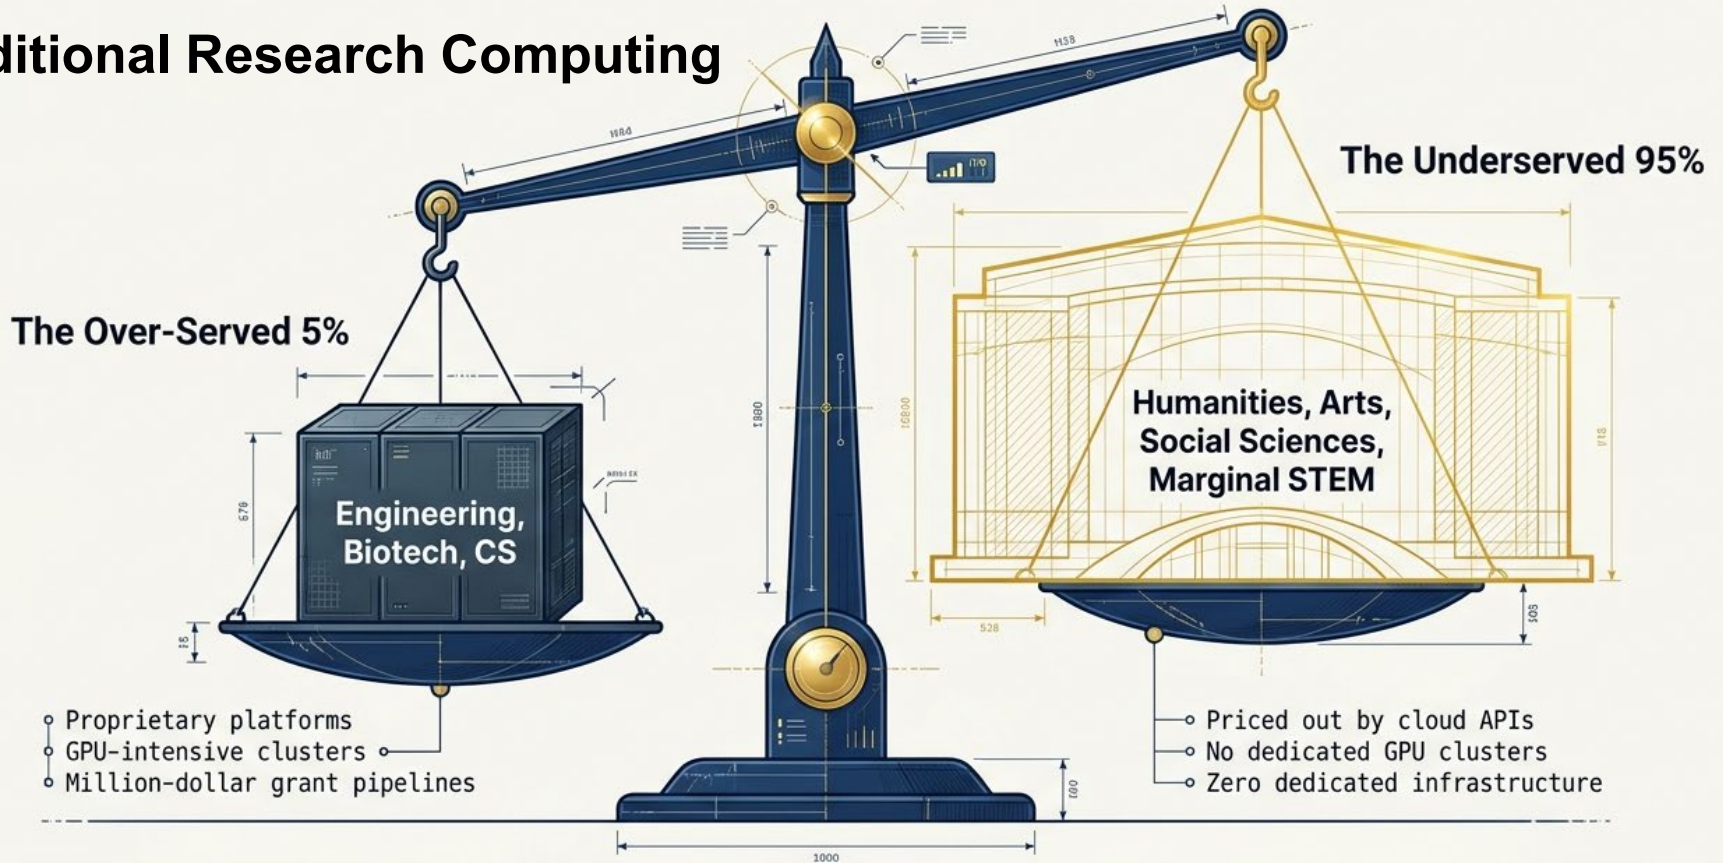 ditional Research Computing
The Underserved 95%
The Over-Served 5%
Humanities, Arts,
Social Sciences,
Marginal STEM
Engineering,
Biotech, CS
Proprietary platforms
GPU-intensive clusters
Million-dollar grant pipelines
Priced out by cloud APIs
No dedicated GPU clusters
Zero dedicated infrastructure
528
1000